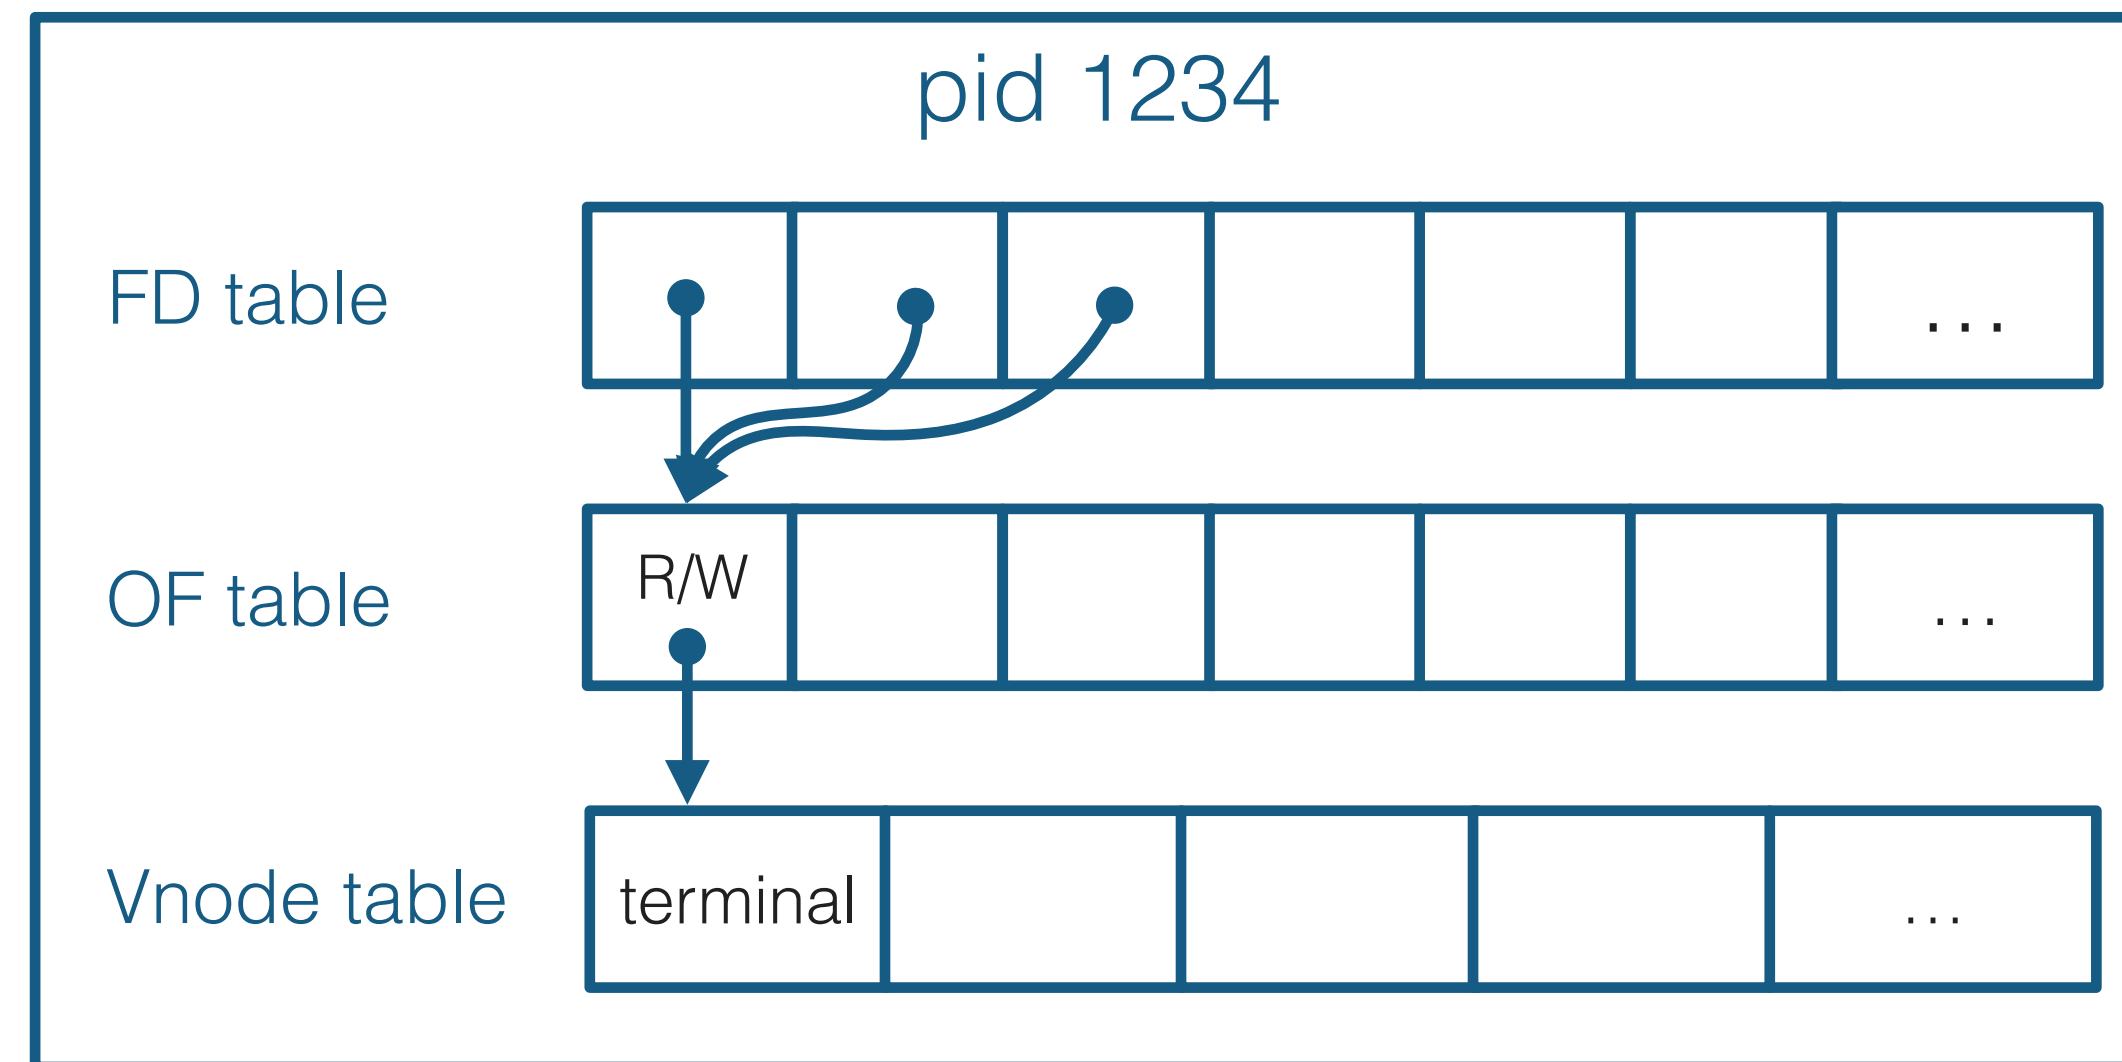 pid 1234
FD table
...
OF table
R/W
...
Vnode table
terminal
...